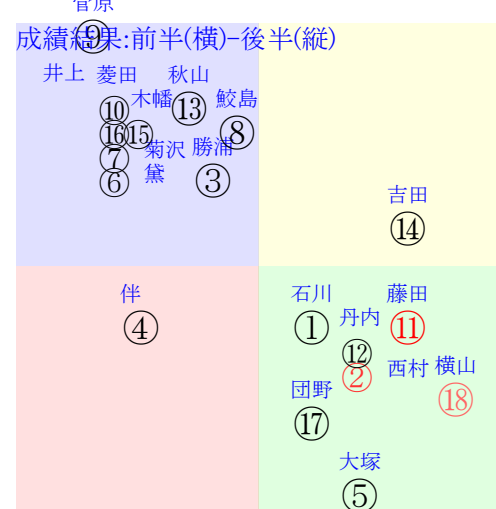 菅原
成績結果:前半(横)-後半(縦)
⑨
井上 菱田 秋山
木幡 鮫島
⑩ ⑬
⑯ ⑮ ⑧
菊沢 勝浦
⑦
黛
⑥ ③
吉田
⑭
伴 石川 藤田
丹内
④ ① ⑪
⑫
西村 横山
②
団野
⑱
⑰
大塚
⑤